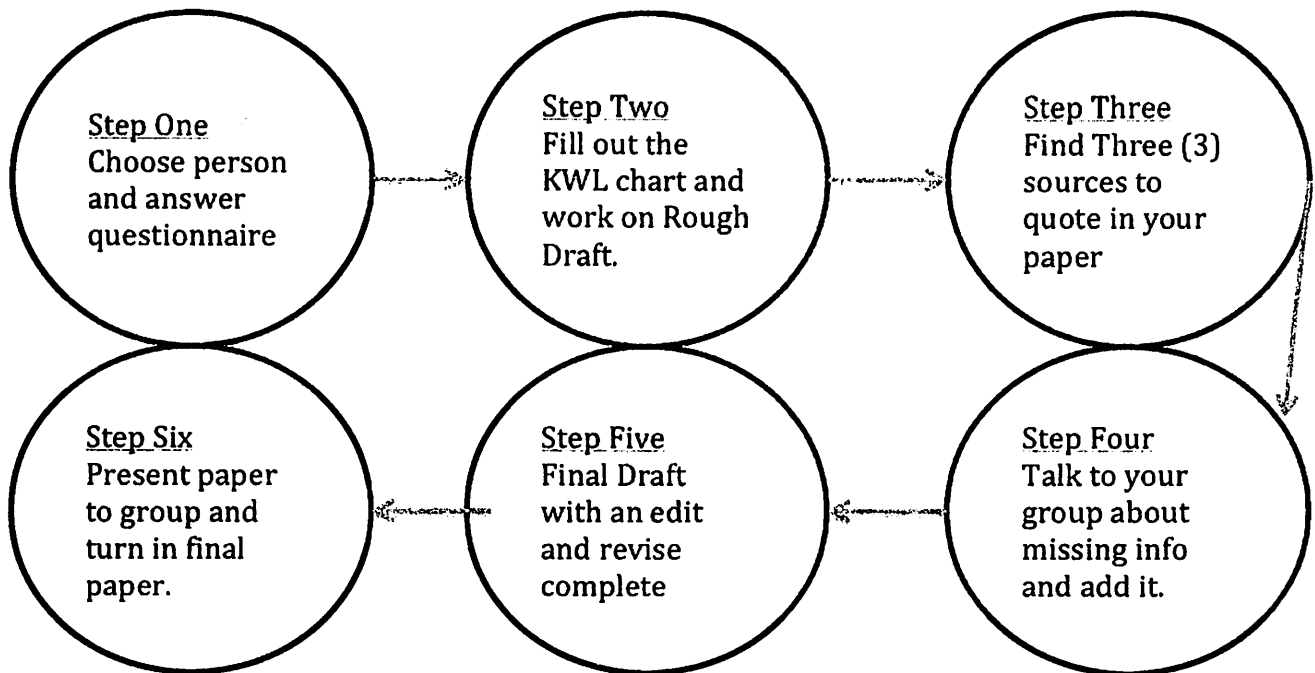 Step One
Choose person
and answer
questionnaire
Step Two
Fill out the
KWL chart and
work on Rough
Draft.
Step Three
Find Three (3)
sources to
quote in your
paper
Step Four
Talk to your
group about
missing info
and add it.
Step Five
Final Draft
with an edit
and revise
complete
Step Six
Present paper
to group and
turn in final
paper.